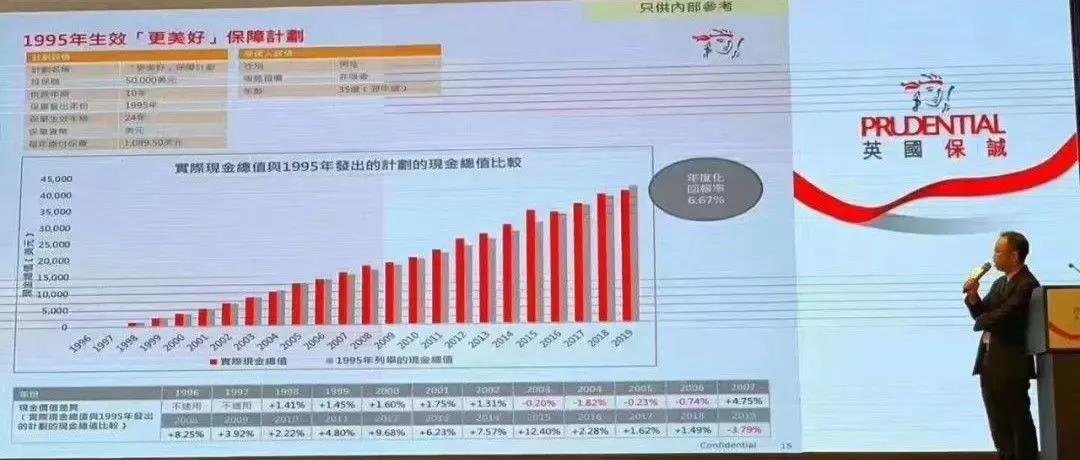 只供內部參考
1995年生效「更美好」保障計劃
計劃名稱 「更美好」保障計劃
投保額 50,000美元
供款年期 10年
保單發出年份 1995年
保單生效年期 24年
保單貨幣 美元
每年繳付保費 1,089.50美元
性別 男性
吸煙習慣 非吸煙
年齡 35歲
PRUDENTIAL
英國保誠
實際現金總值與1995年發出的計劃的現金總值比較
年度化
回報率
6.67%
現金總值（美元）
45,000
40,000
35,000
30,000
25,000
20,000
15,000
10,000
5,000
0
1996 1997 1998 1999 2000 2001 2002 2003 2004 2005 2006 2007 2008 2009 2010 2011 2012 2013 2014 2015 2016 2017 2018 2019
實際現金總值 1995年列舉的現金總值
年份 1996 1997 1998 1999 2000 2001 2002 2003 2004 2005 2006 2007
現金價值差異
（實際現金總值與1995年發出
的計劃的現金總值比較）
不適用 不適用 +1.41% +1.45% +1.60% +1.75% +1.31% -0.20% -1.82% -0.23% -0.74% +4.75%
2008 2009 2010 2011 2012 2013 2014 2015 2016 2017 2018 2019
+8.25% +3.92% +2.22% +4.80% +9.68% +6.23% +7.57% +12.40% +2.28% +1.62% +1.49% -3.79%
Confidential 15